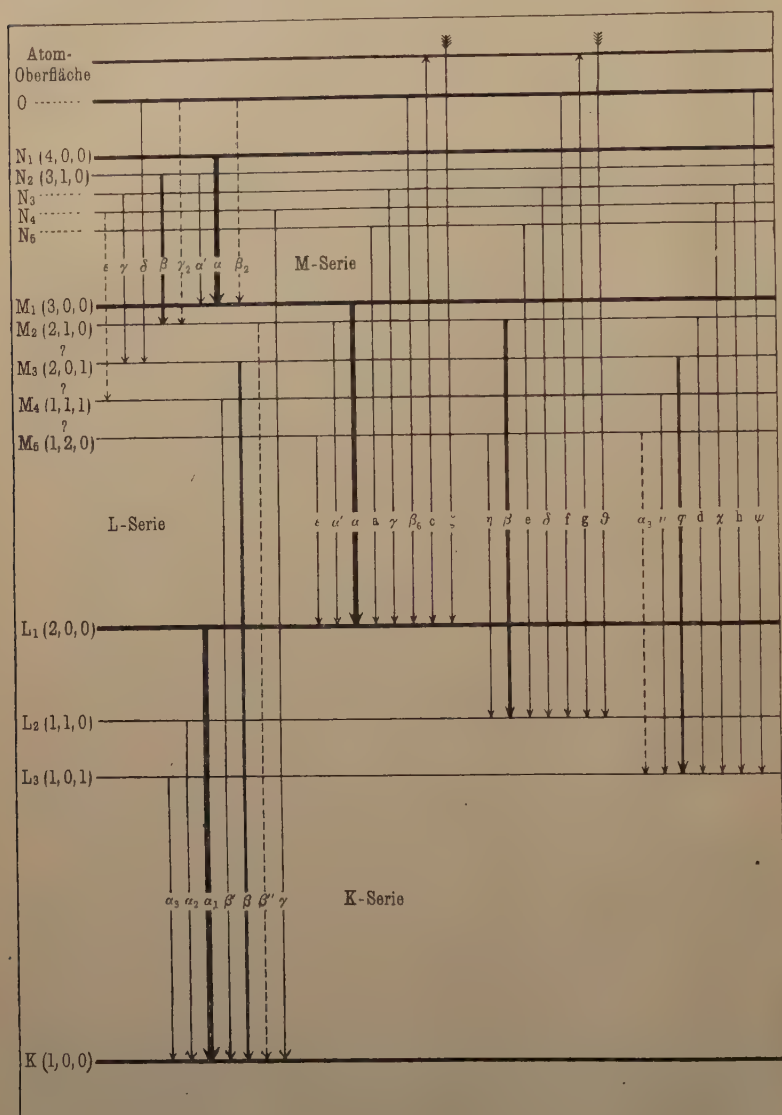 Atom-
Oberfläche
O ........
N₁ (4, 0, 0)
N₂ (3, 1, 0)
N₃ ........
N₄ ........
N₅ ........
ε γ δ β γ₂ α′ α β₂
M-Serie
M₁ (3, 0, 0)
M₂ (2, 1, 0)
?
M₃ (2, 0, 1)
?
M₄ (1, 1, 1)
?
M₅ (1, 2, 0)
L-Serie
α′ α a γ c ζ η β e δ f g ϑ α₃ φ d χ h ψ
L₁ (2, 0, 0)
L₂ (1, 1, 0)
L₃ (1, 0, 1)
α₃ α₂ α₁ β′ β β″ γ
K-Serie
K (1, 0, 0)